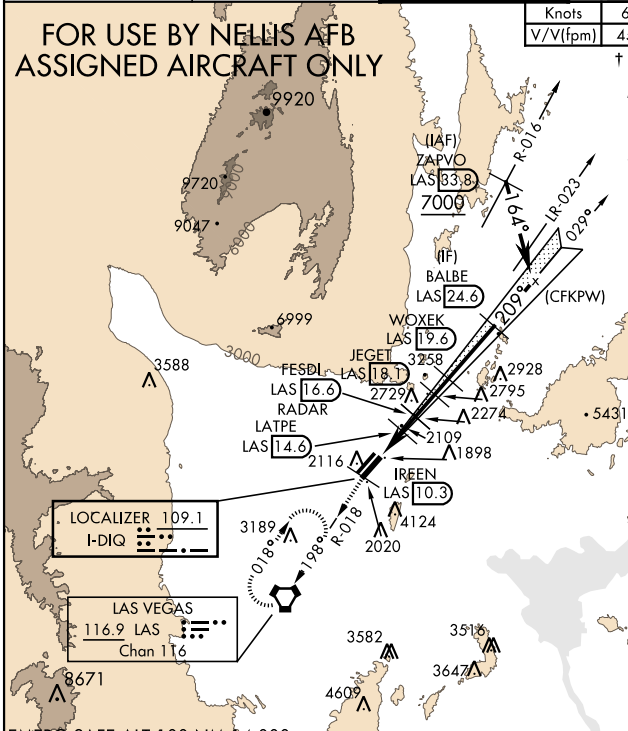 Knots 6
V/V(fpm)
†
FOR USE BY NELLIS AFB
ASSIGNED AIRCRAFT ONLY
9920
9720
9000
9047
6000
6999
3000
3588
(IAF)
ZAPVO
LAS 33.8
7000
R-016
194°
LR-023
029°
(IF)
BALBE
LAS 24.6
209°
(CFKPW)
WOXEK
LAS 19.6
3258
JEGET
LAS 18.1
FESDI
LAS 16.6
RADAR
2729
2928
2795
2274
5431
LATPE
LAS 14.6
2109
1898
2116
IREEN
LAS 10.3
4124
2020
LOCALIZER 109.1
I-DIQ
3189
R-018
018°
198°
LAS VEGAS
116.9 LAS
Chan 116
8671
3582
3516
3647
4609